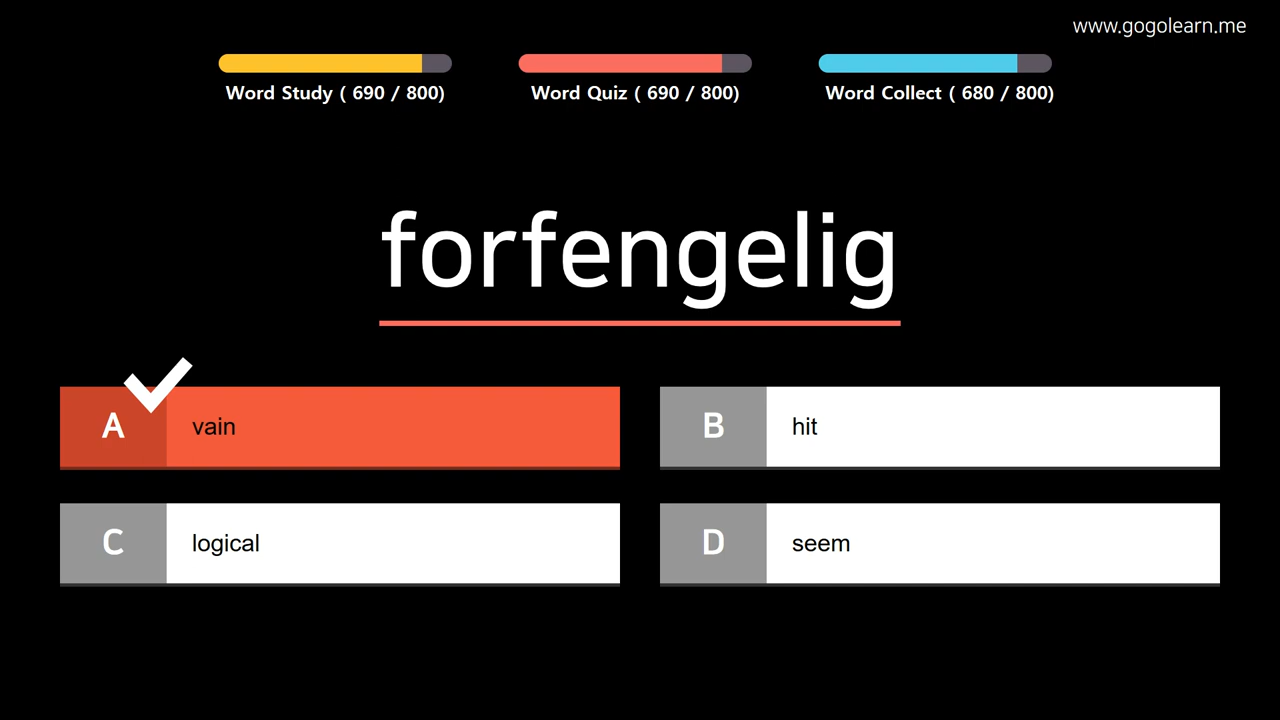 www.gogolearn.me
Word Study ( 690 / 800)
Word Quiz ( 690 / 800)
Word Collect ( 680 / 800)
forfengelig
A vain
B hit
C logical
D seem